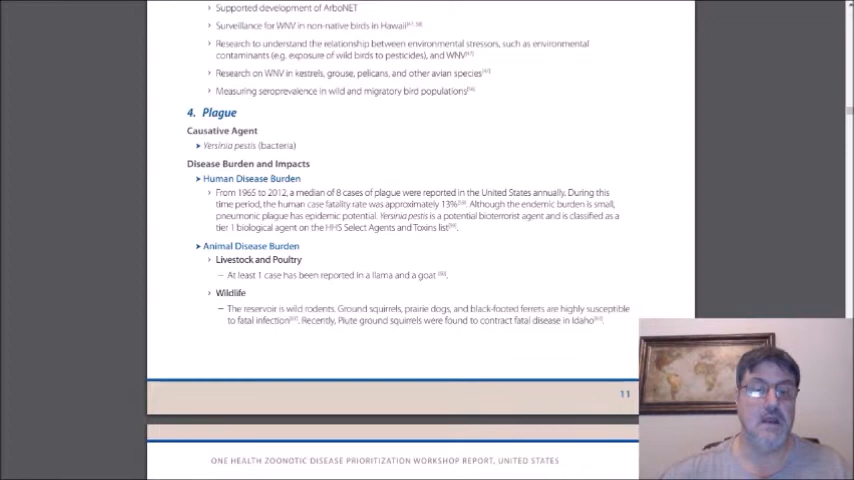 › Supported development of ArboNET
› Surveillance for WNV in non-native birds in Hawaii[57, 58]
› Research to understand the relationship between environmental stressors, such as environmental
contaminants (e.g. exposure of wild birds to pesticides), and WNV[47]
› Research on WNV in kestrels, grouse, pelicans, and other avian species[47]
› Measuring seroprevalence in wild and migratory bird populations
4. Plague
Causative Agent
➤ Yersinia pestis (bacteria)
Disease Burden and Impacts
➤ Human Disease Burden
› From 1965 to 2012, a median of 8 cases of plague were reported in the United States annually. During this
time period, the human case fatality rate was approximately 13%. Although the endemic burden is small,
pneumonic plague has epidemic potential. Yersinia pestis is a potential bioterrorist agent and is classified as a
tier 1 biological agent on the HHS Select Agents and Toxins list.
➤ Animal Disease Burden
› Livestock and Poultry
– At least 1 case has been reported in a llama and a goat.
› Wildlife
– The reservoir is wild rodents. Ground squirrels, prairie dogs, and black-footed ferrets are highly susceptible
to fatal infection. Recently, Piute ground squirrels were found to contract fatal disease in Idaho.
11
ONE HEALTH ZOONOTIC DISEASE PRIORITIZATION WORKSHOP REPORT, UNITED STATES